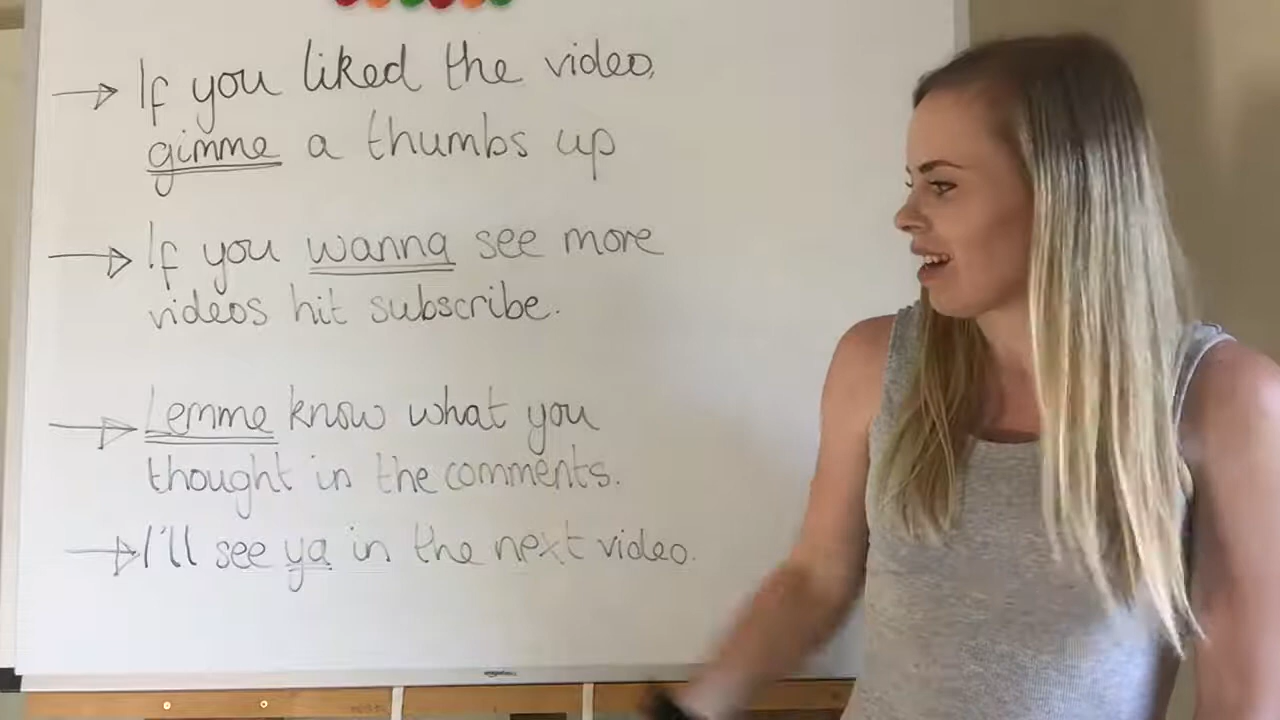 If you liked the video,
gimme a thumbs up
If you wanna see more
videos hit subscribe.
Lemme know what you
thought in the comments.
I'll see ya in the next video.